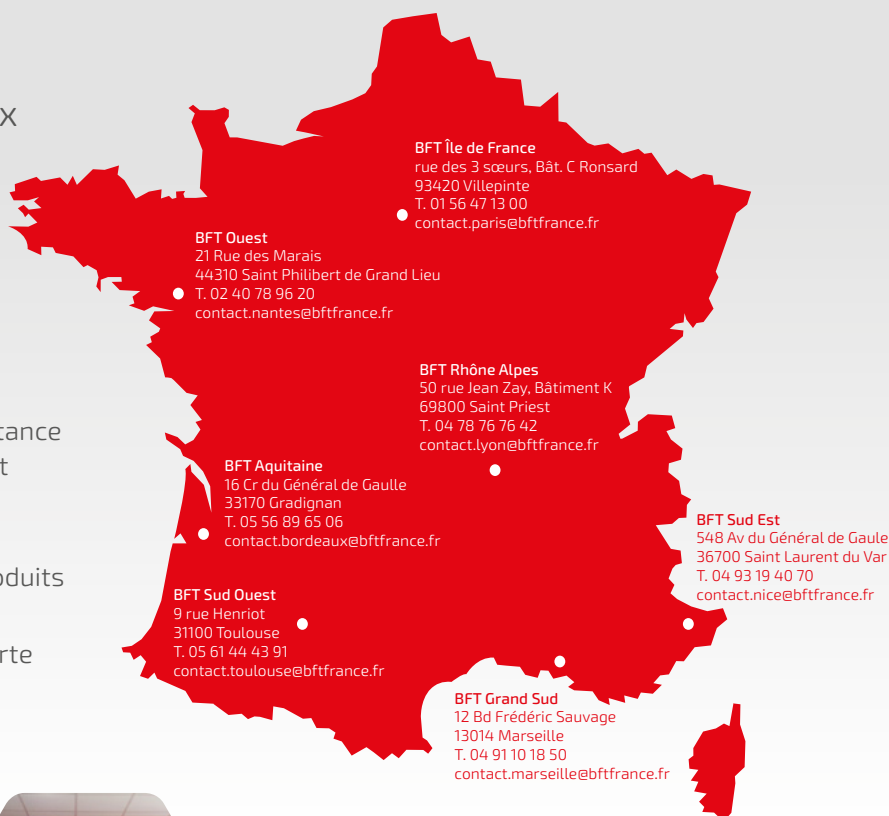 x
BFT Île de France
rue des 3 sœurs, Bât. C Ronsard
93420 Villepinte
T. 01 56 47 13 00
contact.paris@bftfrance.fr
BFT Ouest
21 Rue des Marais
44310 Saint Philibert de Grand Lieu
T. 02 40 78 96 20
contact.nantes@bftfrance.fr
BFT Rhône Alpes
50 rue Jean Zay, Bâtiment K
69800 Saint Priest
T. 04 78 76 76 42
contact.lyon@bftfrance.fr
tance
t
BFT Aquitaine
16 Cr du Général de Gaulle
33170 Gradignan
T. 05 56 89 65 06
contact.bordeaux@bftfrance.fr
BFT Sud Est
548 Av du Général de Gaule
36700 Saint Laurent du Var
T. 04 93 19 40 70
contact.nice@bftfrance.fr
oduits
rte
BFT Sud Ouest
9 rue Henriot
31100 Toulouse
T. 05 61 44 43 91
contact.toulouse@bftfrance.fr
BFT Grand Sud
12 Bd Frédéric Sauvage
13014 Marseille
T. 04 91 10 18 50
contact.marseille@bftfrance.fr